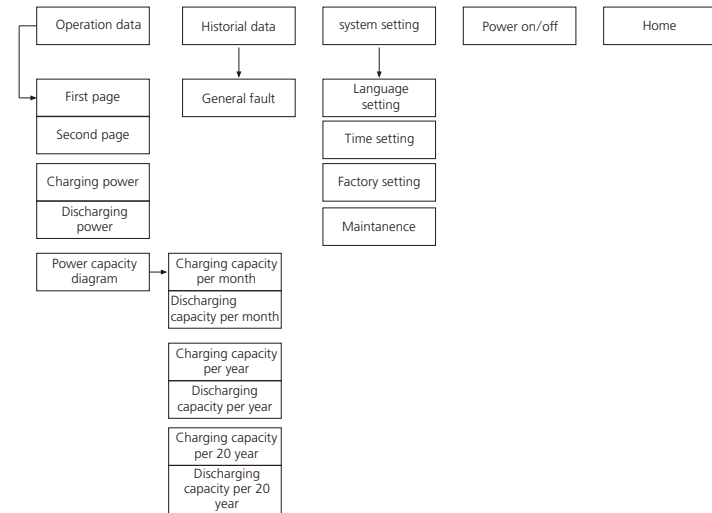 Operation data
Historial data
system setting
Power on/off
Home
First page
General fault
Language
setting
Second page
Time setting
Charging power
Factory setting
Discharging
power
Maintanence
Power capacity
diagram
Charging capacity
per month
Discharging
capacity per month
Charging capacity
per year
Discharging
capacity per year
Charging capacity
per 20 year
Discharging
capacity per 20
year